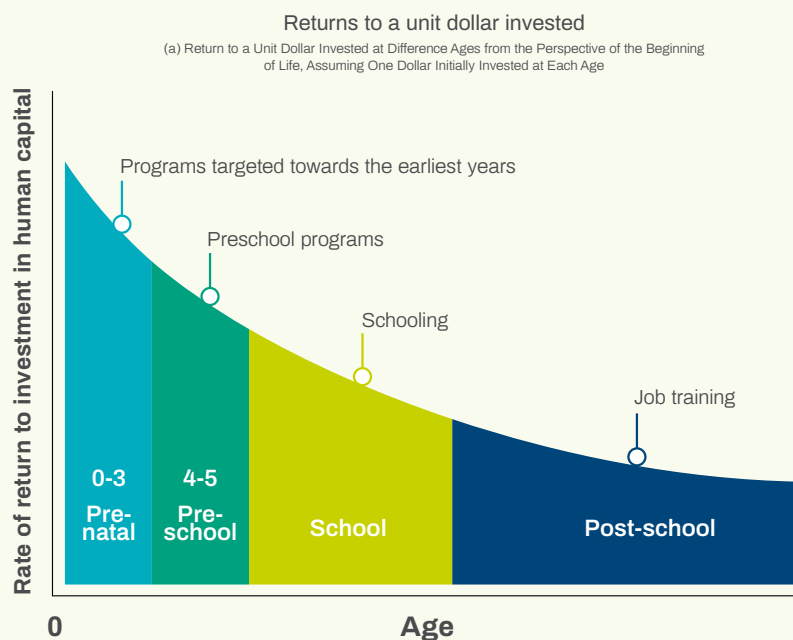 Returns to a unit dollar invested
(a) Return to a Unit Dollar Invested at Difference Ages from the Perspective of the Beginning
of Life, Assuming One Dollar Initially Invested at Each Age
Rate of return to investment in human capital
Programs targeted towards the earliest years
Preschool programs
Schooling
Job training
0-3
Pre-
natal
4-5
Pre-
school
School
Post-school
0
Age